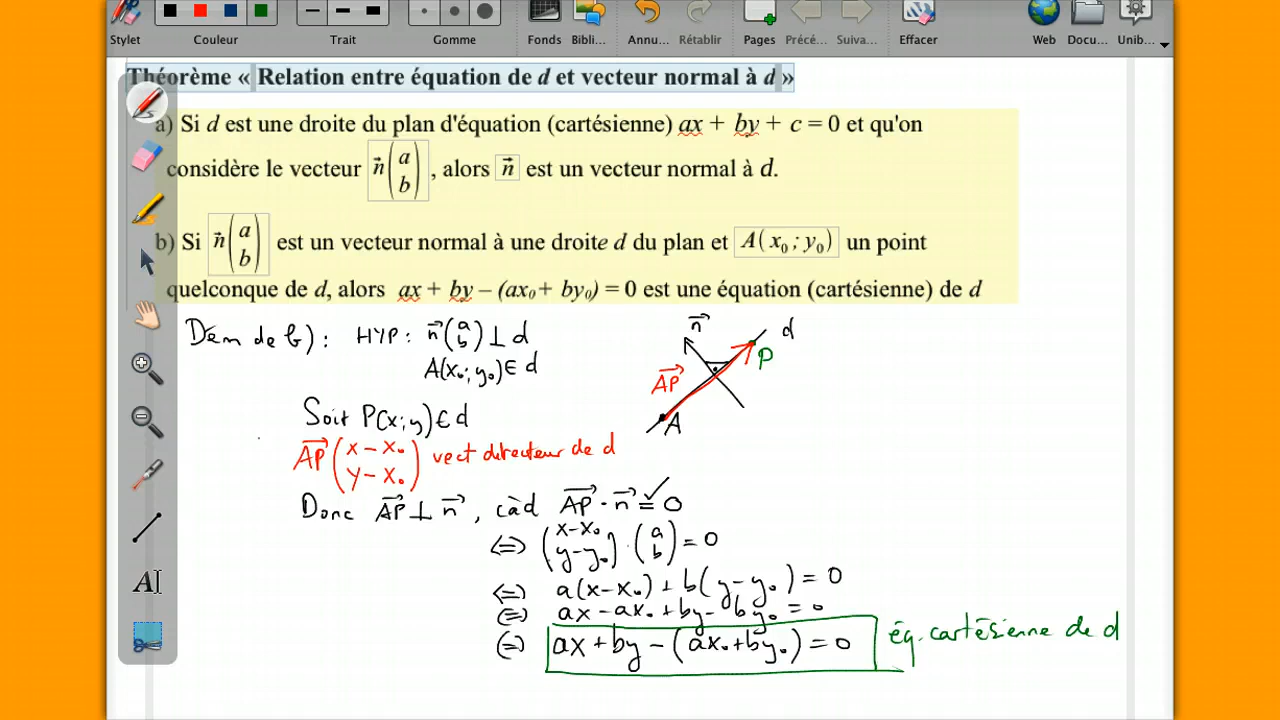 Stylet Couleur Trait Gomme Fonds Bibli... Annu... Rétablir Pages Précé... Suiva... Effacer Web Docu... Unib...
Théorème « Relation entre équation de d et vecteur normal à d »
a) Si d est une droite du plan d'équation (cartésienne) ax + by + c = 0 et qu'on
considère le vecteur n⃗ (a b), alors n⃗ est un vecteur normal à d.
b) Si n⃗ (a b) est un vecteur normal à une droite d du plan et A(x₀ ; y₀) un point
quelconque de d, alors ax + by – (ax₀ + by₀) = 0 est une équation (cartésienne) de d
Dém de b) : HYP : n⃗ (a b) ⊥ d
A(x₀ ; y₀) ∈ d
n⃗ d
P
AP⃗
A
Soit P(x ; y) ∈ d
AP⃗ (x – x₀ y – x₀) vect directeur de d
Donc AP⃗ ⊥ n⃗ , càd AP⃗ · n⃗ = 0 ✓
⇔ (x–x₀ y–y₀) · (a b) = 0
⇔ a(x–x₀) + b(y–y₀) = 0
⇔ ax – ax₀ + by – by₀ = 0
⇔ ax + by – (ax₀ + by₀) = 0 éq. cartésienne de d
AI